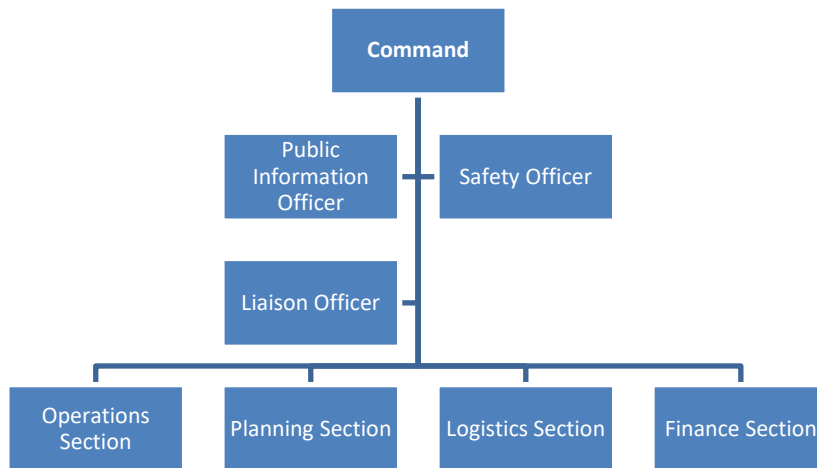 Command
Public
Information
Officer
Safety Officer
Liaison Officer
Operations
Section
Planning Section
Logistics Section
Finance Section